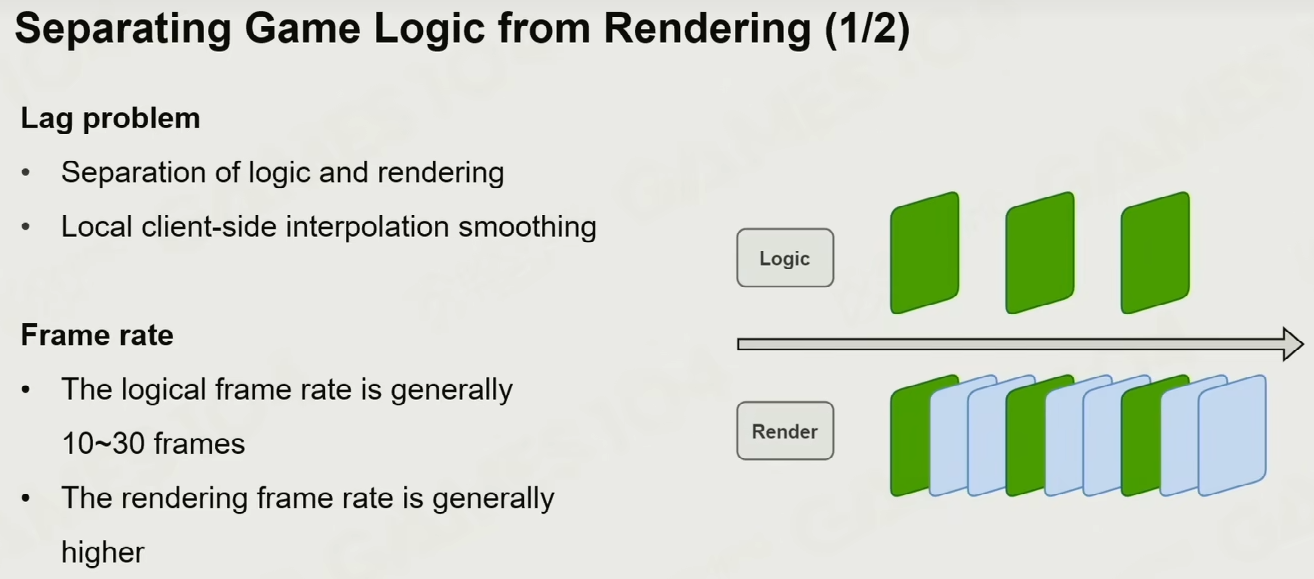 Separating Game Logic from Rendering (1/2)
Lag problem
• Separation of logic and rendering
• Local client-side interpolation smoothing
Frame rate
• The logical frame rate is generally
10~30 frames
• The rendering frame rate is generally
higher
Logic
Render